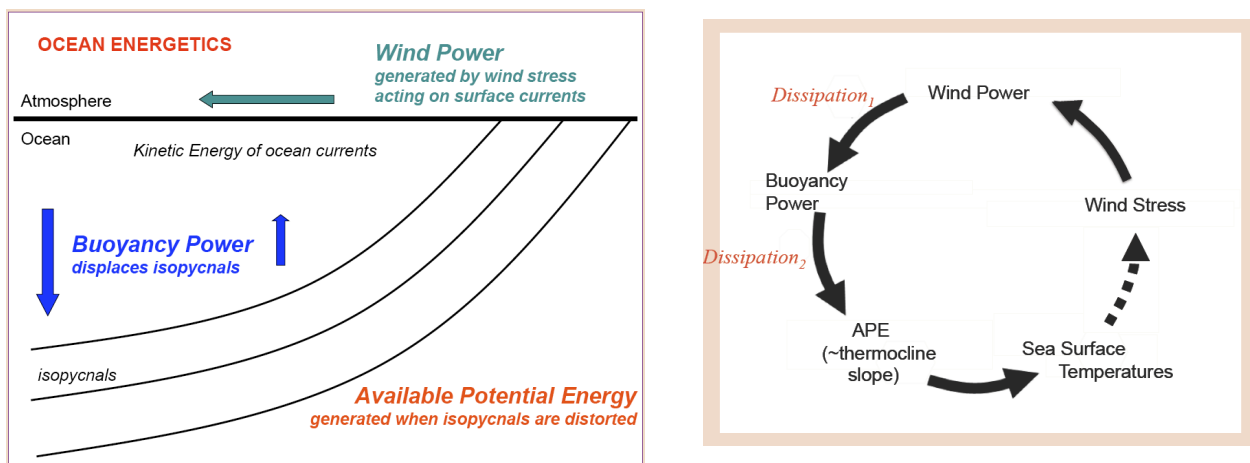 OCEAN ENERGETICS
Wind Power
generated by wind stress
acting on surface currents
Atmosphere
Ocean
Kinetic Energy of ocean currents
Buoyancy Power
displaces isopycnals
isopycnals
Available Potential Energy
generated when isopycnals are distorted
Dissipation1
Wind Power
Buoyancy
Power
Wind Stress
Dissipation2
APE
(~thermocline
slope)
Sea Surface
Temperatures